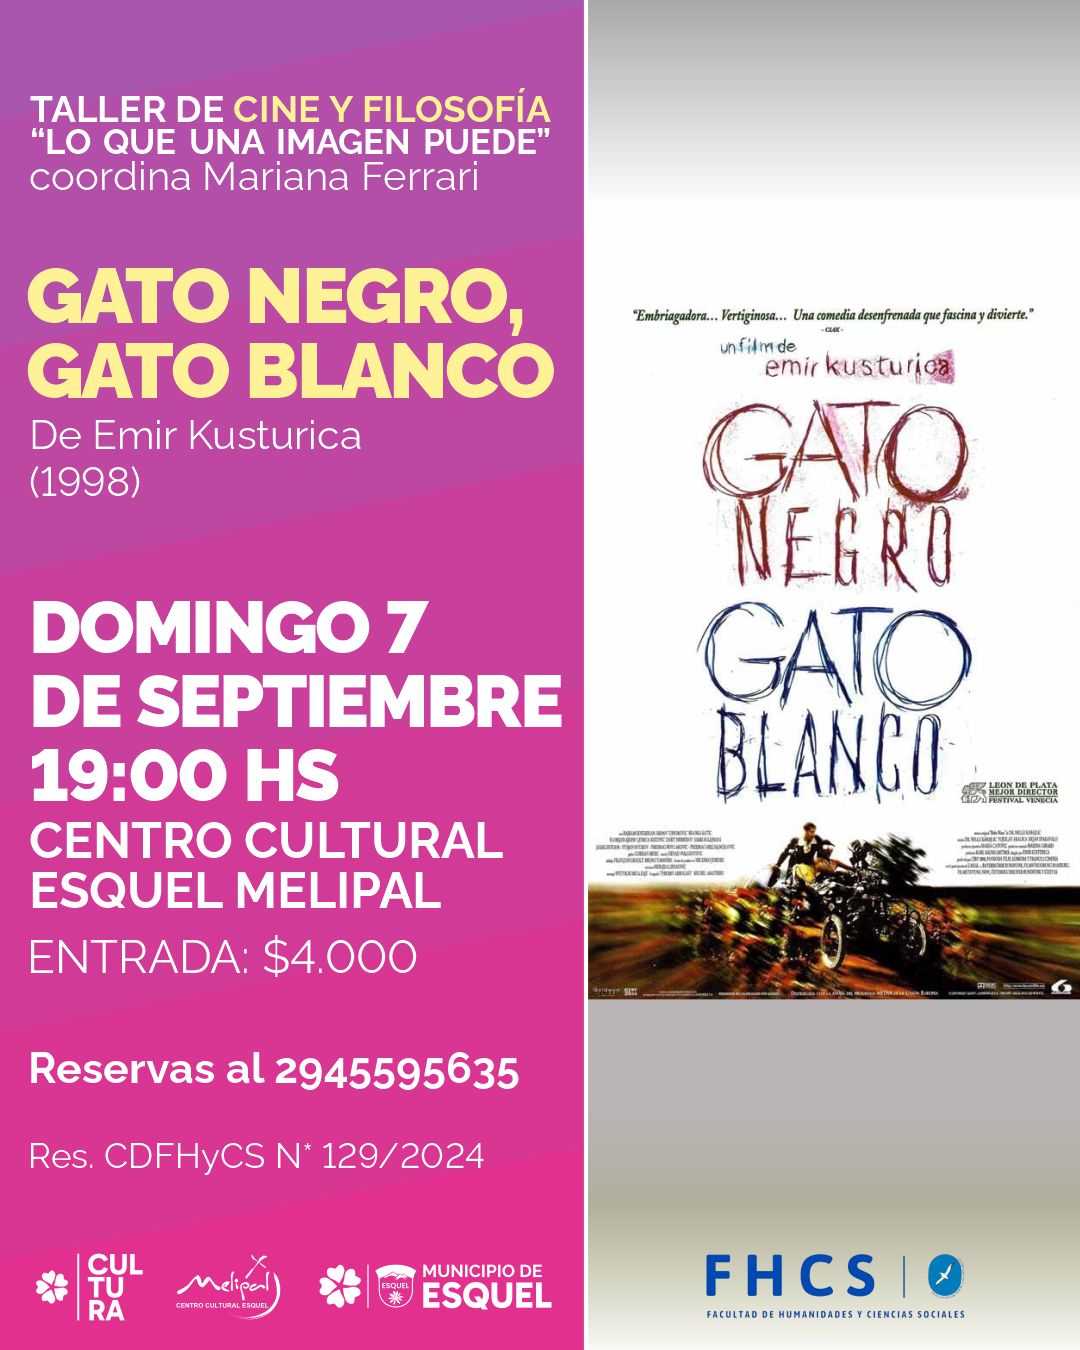 TALLER DE CINE Y FILOSOFÍA
“LO QUE UNA IMAGEN PUEDE”
coordina Mariana Ferrari
GATO NEGRO,
GATO BLANCO
De Emir Kusturica
(1998)
DOMINGO 7
DE SEPTIEMBRE
19:00 HS
CENTRO CULTURAL
ESQUEL MELIPAL
ENTRADA: $4.000
Reservas al 2945595635
Res. CDFHyCS N* 129/2024
CUL
TU
RA
Melipal
CENTRO CULTURAL ESQUEL
ESQUEL
MUNICIPIO DE
ESQUEL
"Embriagadora... Vertiginosa... Una comedia desenfrenada que fascina y divierte."
un film de
emir kusturica
GATO
NEGRO
GATO
BLANCO
LEON DE PLATA
MEJOR DIRECTOR
FESTIVAL VENECIA
FHCS
FACULTAD DE HUMANIDADES Y CIENCIAS SOCIALES